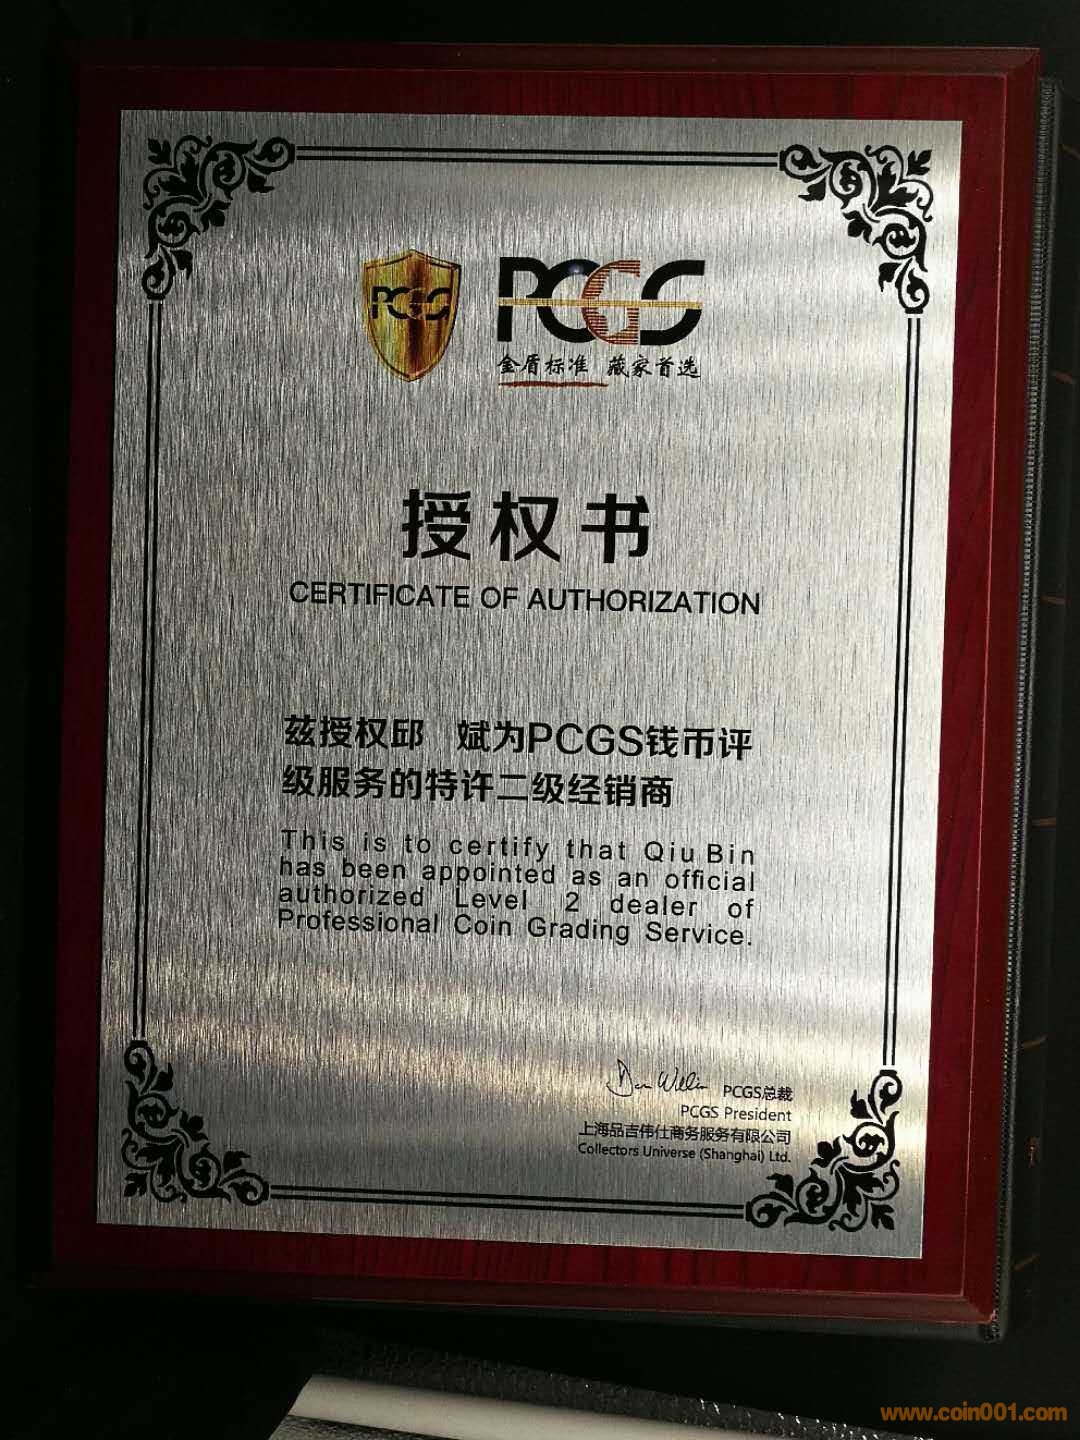 PCGS
PCGS
金盾标准 藏家首选
授权书
CERTIFICATE OF AUTHORIZATION
兹授权邱 斌为PCGS钱币评
级服务的特许二级经销商
This is to certify that Qiu Bin
has been appointed as an official
authorized Level 2 dealer of
Professional Coin Grading Service.
PCGS总裁
PCGS President
上海品吉伟仕商务服务有限公司
Collectors Universe (Shanghai) Ltd.
www.coin001.com